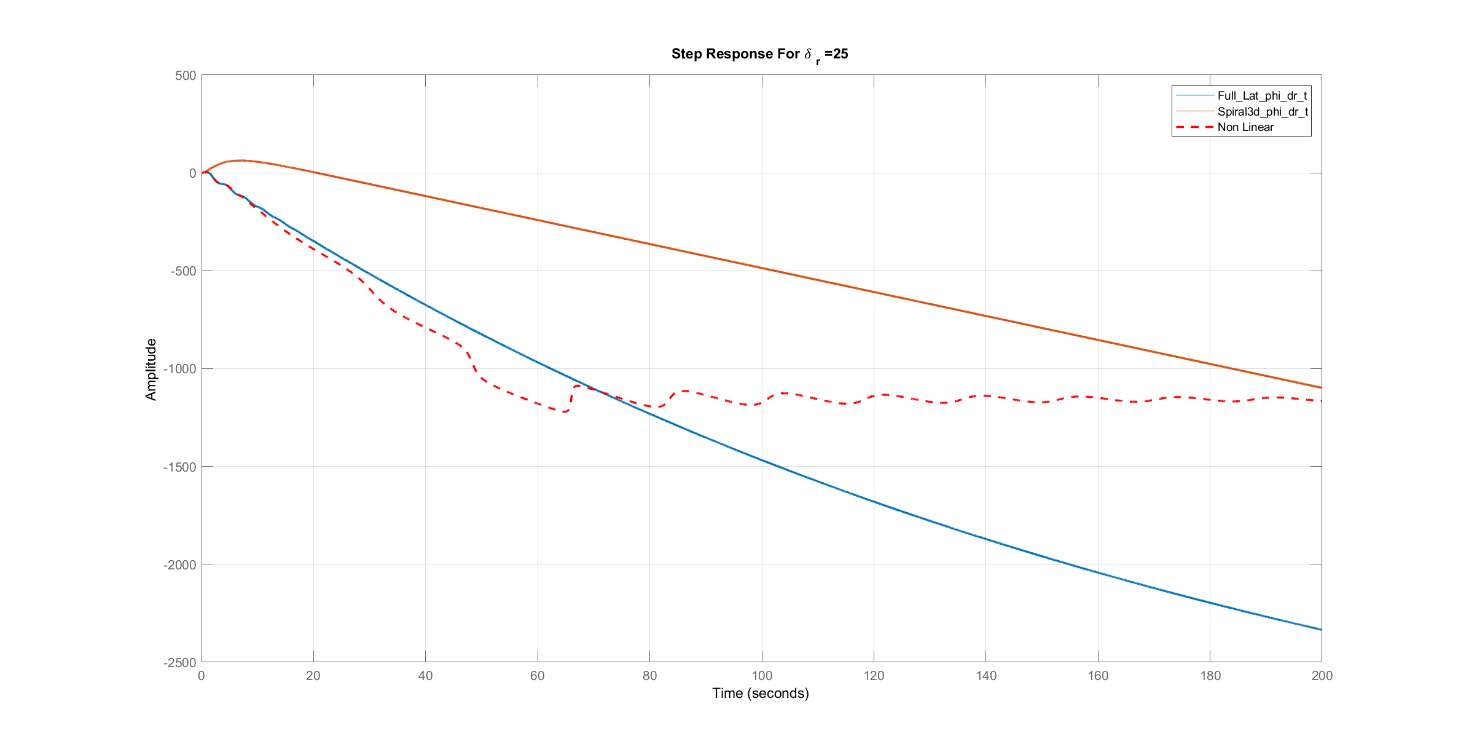 Step Response For δ r =25
500
0
-500
-1000
-1500
-2000
-2500
Amplitude
Full_Lat_phi_dr_t
Spiral3d_phi_dr_t
Non Linear
0 20 40 60 80 100 120 140 160 180 200
Time (seconds)